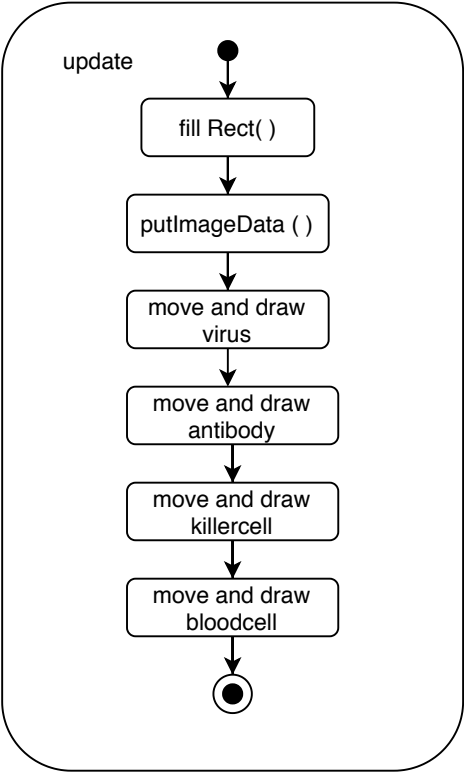 update
fill Rect( )
putImageData ( )
move and draw
virus
move and draw
antibody
move and draw
killercell
move and draw
bloodcell